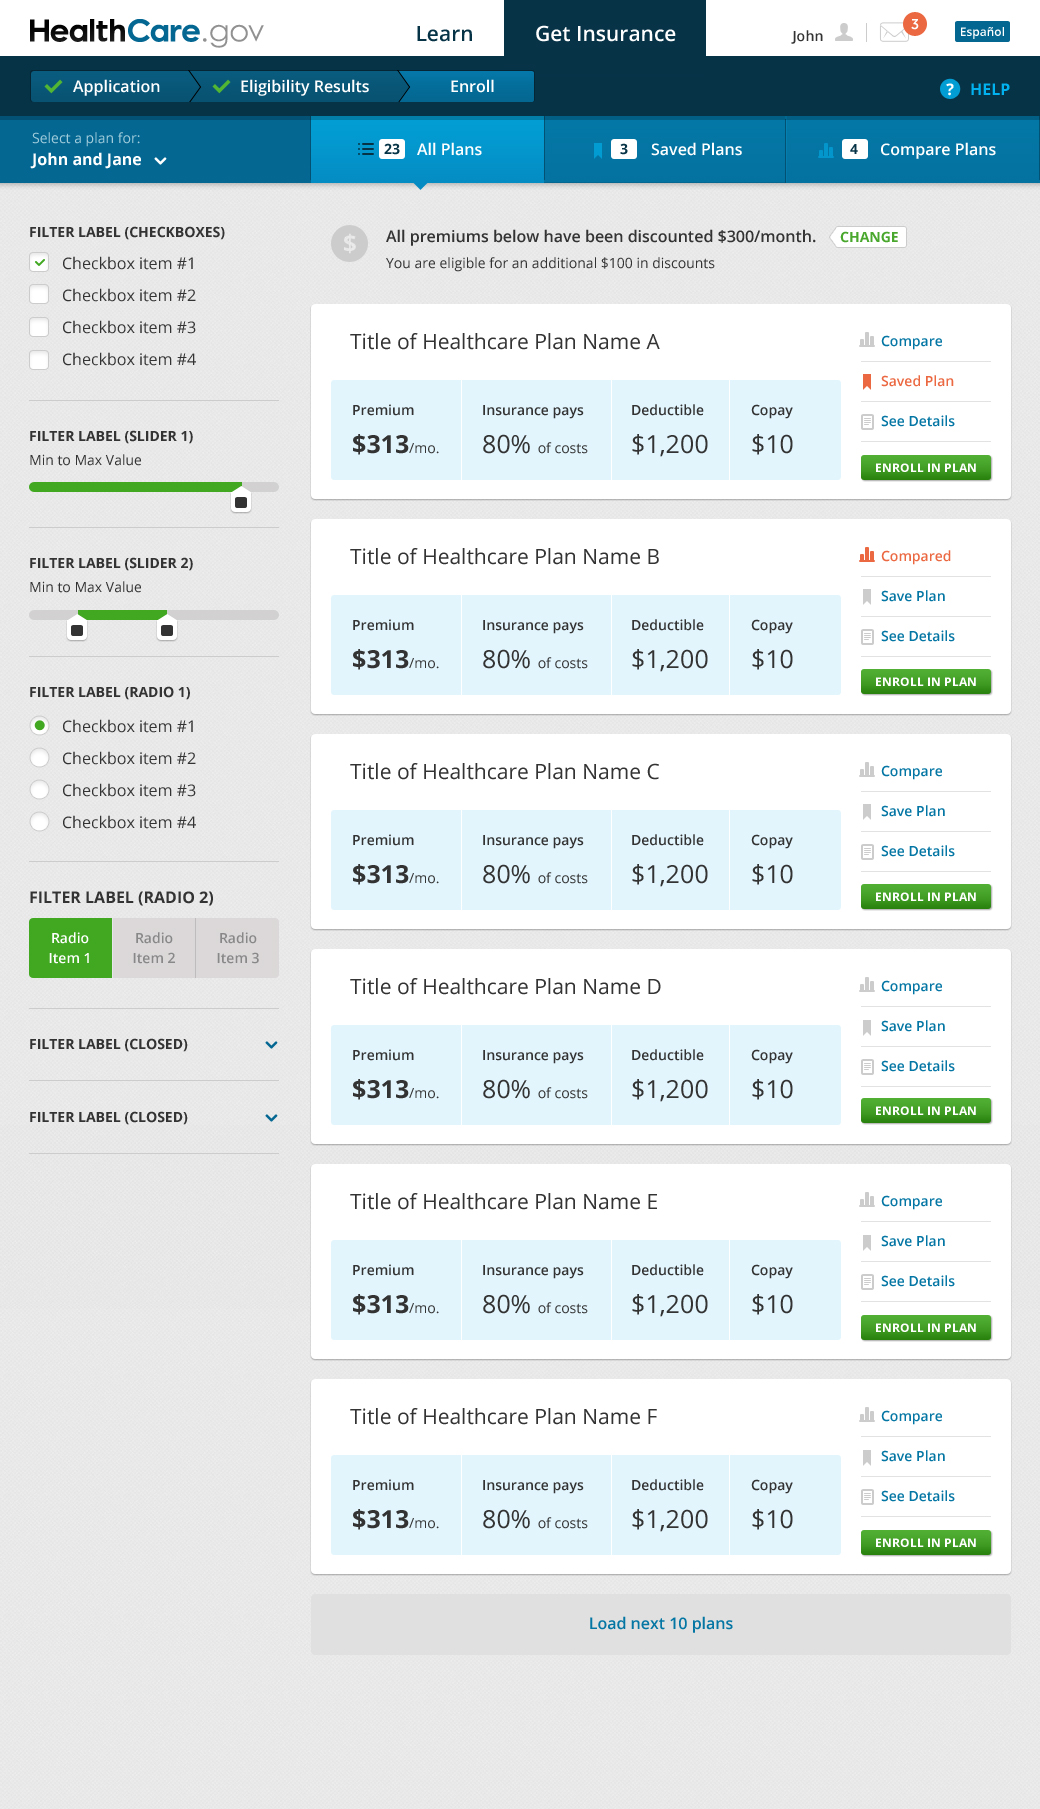 HealthCare.gov
Learn
Get Insurance
John
3
Español
Application
Eligibility Results
Enroll
? HELP
Select a plan for:
John and Jane
23 All Plans
3 Saved Plans
4 Compare Plans
FILTER LABEL (CHECKBOXES)
Checkbox item #1
Checkbox item #2
Checkbox item #3
Checkbox item #4
FILTER LABEL (SLIDER 1)
Min to Max Value
FILTER LABEL (SLIDER 2)
Min to Max Value
FILTER LABEL (RADIO 1)
Checkbox item #1
Checkbox item #2
Checkbox item #3
Checkbox item #4
FILTER LABEL (RADIO 2)
Radio
Item 1
Radio
Item 2
Radio
Item 3
FILTER LABEL (CLOSED)
FILTER LABEL (CLOSED)
$
All premiums below have been discounted $300/month.
CHANGE
You are eligible for an additional $100 in discounts
Title of Healthcare Plan Name A
Premium
$313/mo.
Insurance pays
80% of costs
Deductible
$1,200
Copay
$10
Compare
Saved Plan
See Details
ENROLL IN PLAN
Title of Healthcare Plan Name B
Premium
$313/mo.
Insurance pays
80% of costs
Deductible
$1,200
Copay
$10
Compared
Save Plan
See Details
ENROLL IN PLAN
Title of Healthcare Plan Name C
Premium
$313/mo.
Insurance pays
80% of costs
Deductible
$1,200
Copay
$10
Compare
Save Plan
See Details
ENROLL IN PLAN
Title of Healthcare Plan Name D
Premium
$313/mo.
Insurance pays
80% of costs
Deductible
$1,200
Copay
$10
Compare
Save Plan
See Details
ENROLL IN PLAN
Title of Healthcare Plan Name E
Premium
$313/mo.
Insurance pays
80% of costs
Deductible
$1,200
Copay
$10
Compare
Save Plan
See Details
ENROLL IN PLAN
Title of Healthcare Plan Name F
Premium
$313/mo.
Insurance pays
80% of costs
Deductible
$1,200
Copay
$10
Compare
Save Plan
See Details
ENROLL IN PLAN
Load next 10 plans